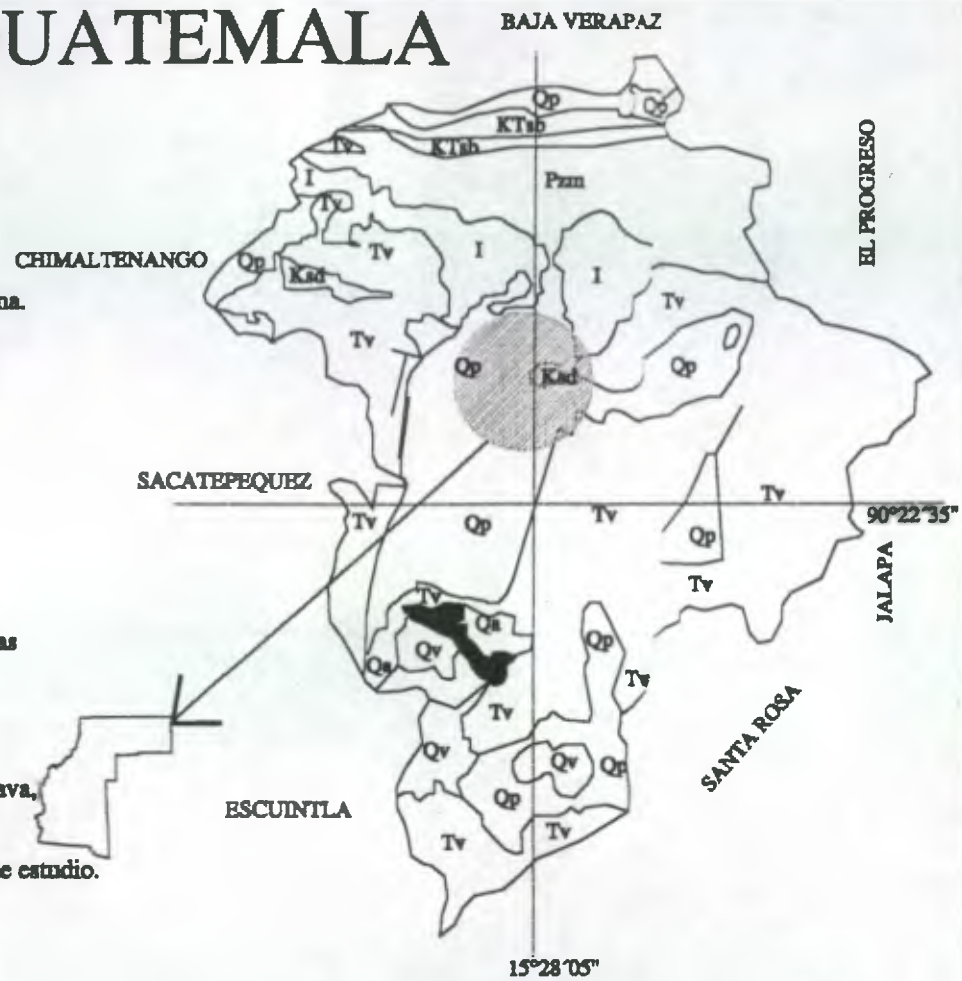 UATEMALA
BAJA VERAPAZ
Qp
Qp
KTsb
Tv
KTsb
EL PROGRESO
I
Pzm
Tv
CHIMALTENANGO
Qp
Tv
I
I
Ksd
na.
Tv
Tv
Qp
Ksd
Qp
SACATEPEQUEZ
Tv
Tv
Qp
Tv
90°22´35"
Qp
JALAPA
Tv
Tv
Qa
Qp
as
Qa
Qv
Tv
Tv
SANTA ROSA
Qv
Qv
Qp
ava,
Qp
ESCUINTLA
Tv
Tv
e estudio.
15°28´05"